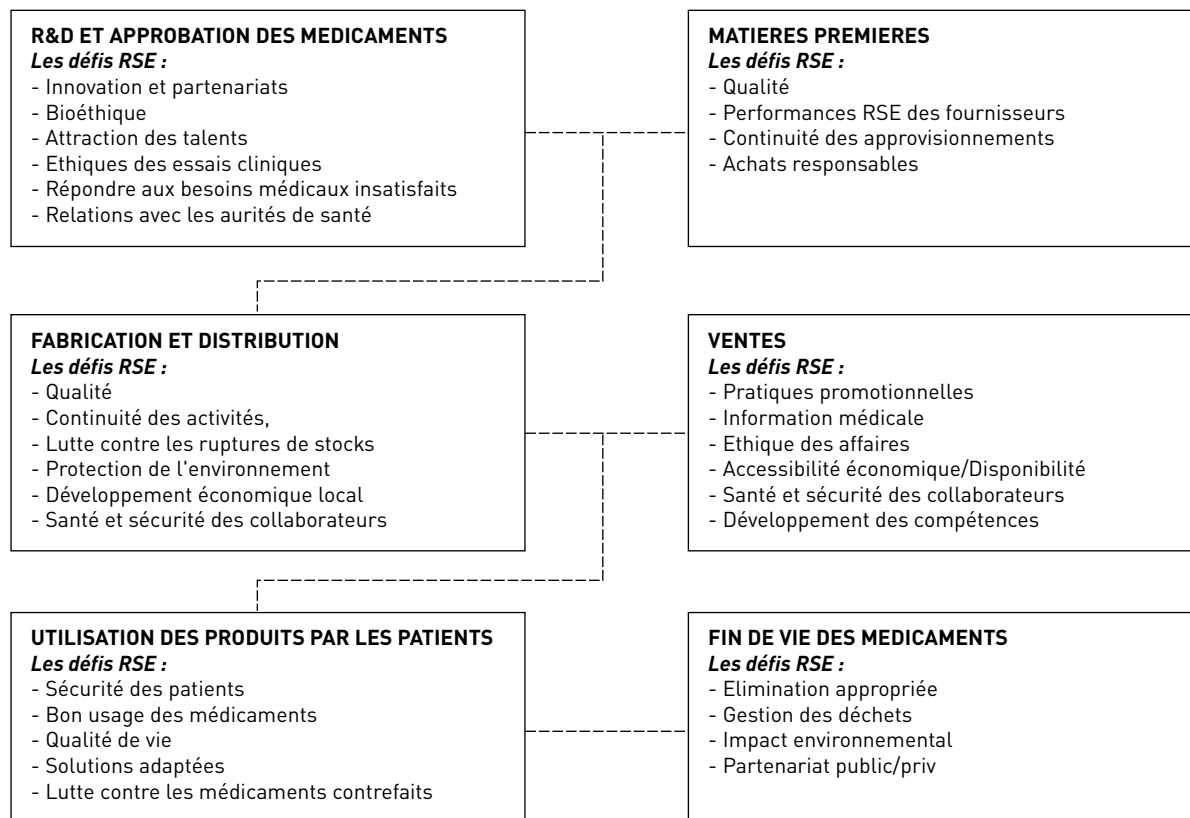 R&D ET APPROBATION DES MEDICAMENTS
Les défis RSE :
- Innovation et partenariats
- Bioéthique
- Attraction des talents
- Ethiques des essais cliniques
- Répondre aux besoins médicaux insatisfaits
- Relations avec les aurités de santé
MATIERES PREMIERES
Les défis RSE :
- Qualité
- Performances RSE des fournisseurs
- Continuité des approvisionnements
- Achats responsables
FABRICATION ET DISTRIBUTION
Les défis RSE :
- Qualité
- Continuité des activités,
- Lutte contre les ruptures de stocks
- Protection de l'environnement
- Développement économique local
- Santé et sécurité des collaborateurs
VENTES
Les défis RSE :
- Pratiques promotionnelles
- Information médicale
- Ethique des affaires
- Accessibilité économique/Disponibilité
- Santé et sécurité des collaborateurs
- Développement des compétences
UTILISATION DES PRODUITS PAR LES PATIENTS
Les défis RSE :
- Sécurité des patients
- Bon usage des médicaments
- Qualité de vie
- Solutions adaptées
- Lutte contre les médicaments contrefaits
FIN DE VIE DES MEDICAMENTS
Les défis RSE :
- Elimination appropriée
- Gestion des déchets
- Impact environnemental
- Partenariat public/priv